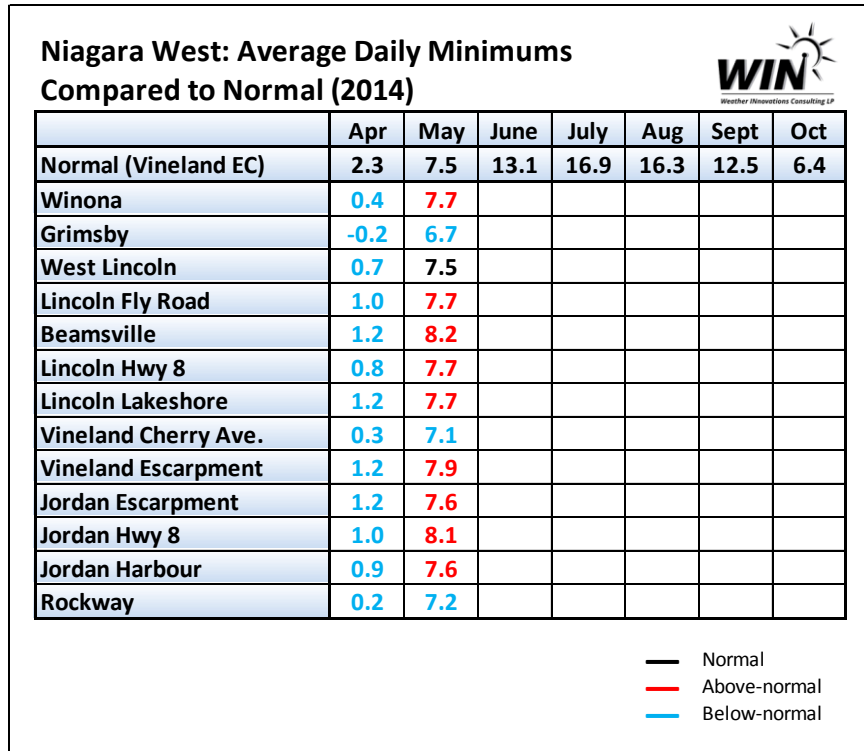 Niagara West: Average Daily Minimums
Compared to Normal (2014)
WIN
Weather INnovations Consulting LP
Apr May June July Aug Sept Oct
Normal (Vineland EC) 2.3 7.5 13.1 16.9 16.3 12.5 6.4
Winona 0.4 7.7
Grimsby -0.2 6.7
West Lincoln 0.7 7.5
Lincoln Fly Road 1.0 7.7
Beamsville 1.2 8.2
Lincoln Hwy 8 0.8 7.7
Lincoln Lakeshore 1.2 7.7
Vineland Cherry Ave. 0.3 7.1
Vineland Escarpment 1.2 7.9
Jordan Escarpment 1.2 7.6
Jordan Hwy 8 1.0 8.1
Jordan Harbour 0.9 7.6
Rockway 0.2 7.2
Normal
Above-normal
Below-normal